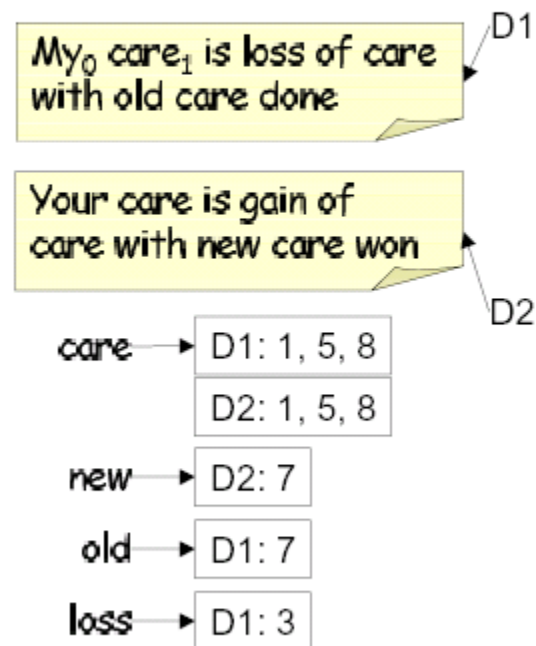 D1
My₀ care₁ is loss of care
with old care done
Your care is gain of
care with new care won
D2
care D1: 1, 5, 8
D2: 1, 5, 8
new D2: 7
old D1: 7
loss D1: 3